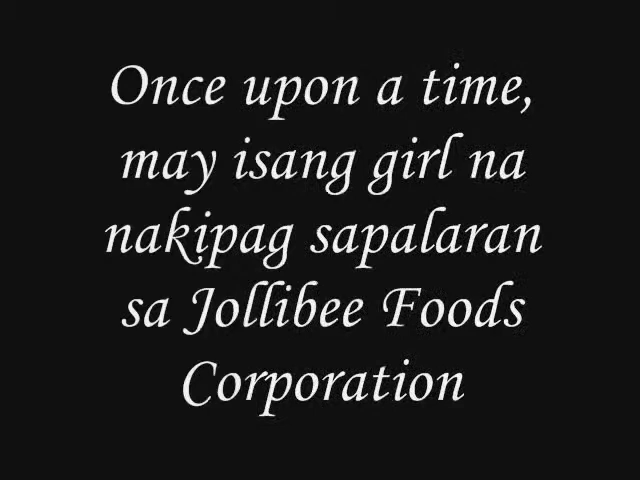 Once upon a time,
may isang girl na
nakipag sapalaran
sa Jollibee Foods
Corporation